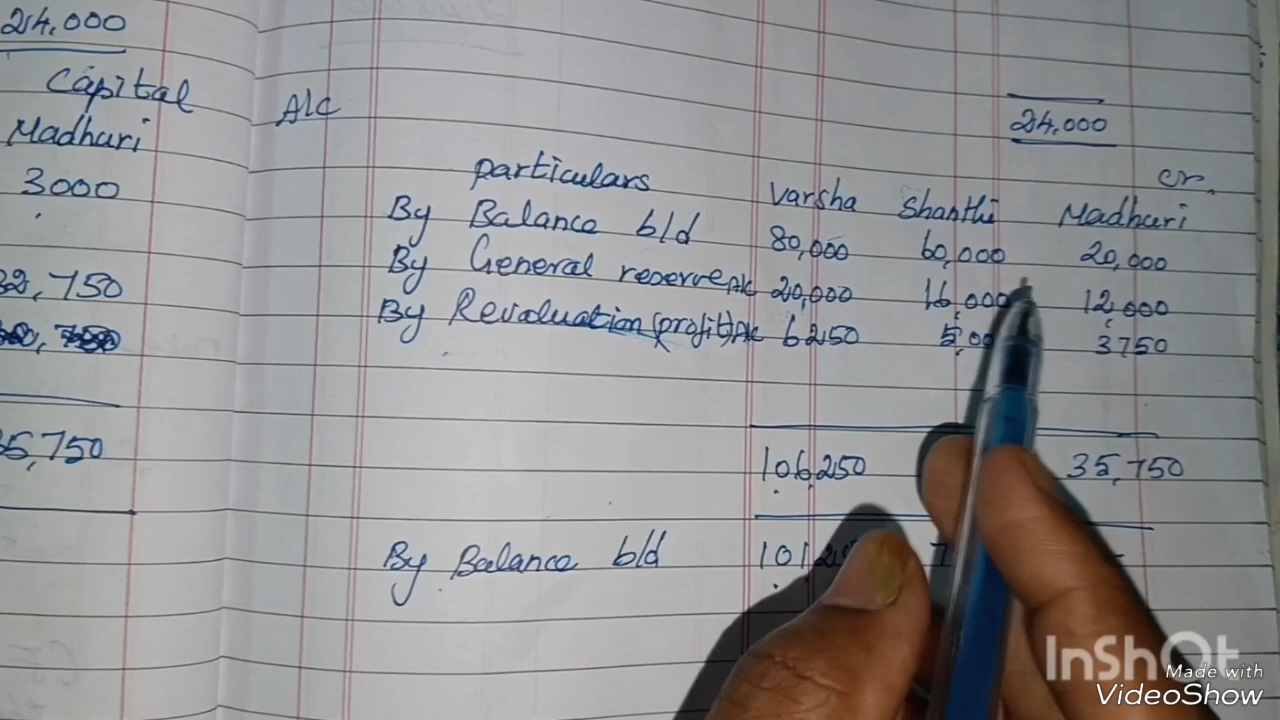 24,000
Capital A/c
24,000
Madhuri
Cr.
particulars Varsha Shanthi Madhuri
3000
By Balance b/d 80,000 60,000 20,000
By General reserve A/c 20,000 16,000 12,000
By Revaluation (profit) A/c 6250 3750
,750
106,250 35,750
5,750
By Balance b/d
InShOt
Made with
VideoShow